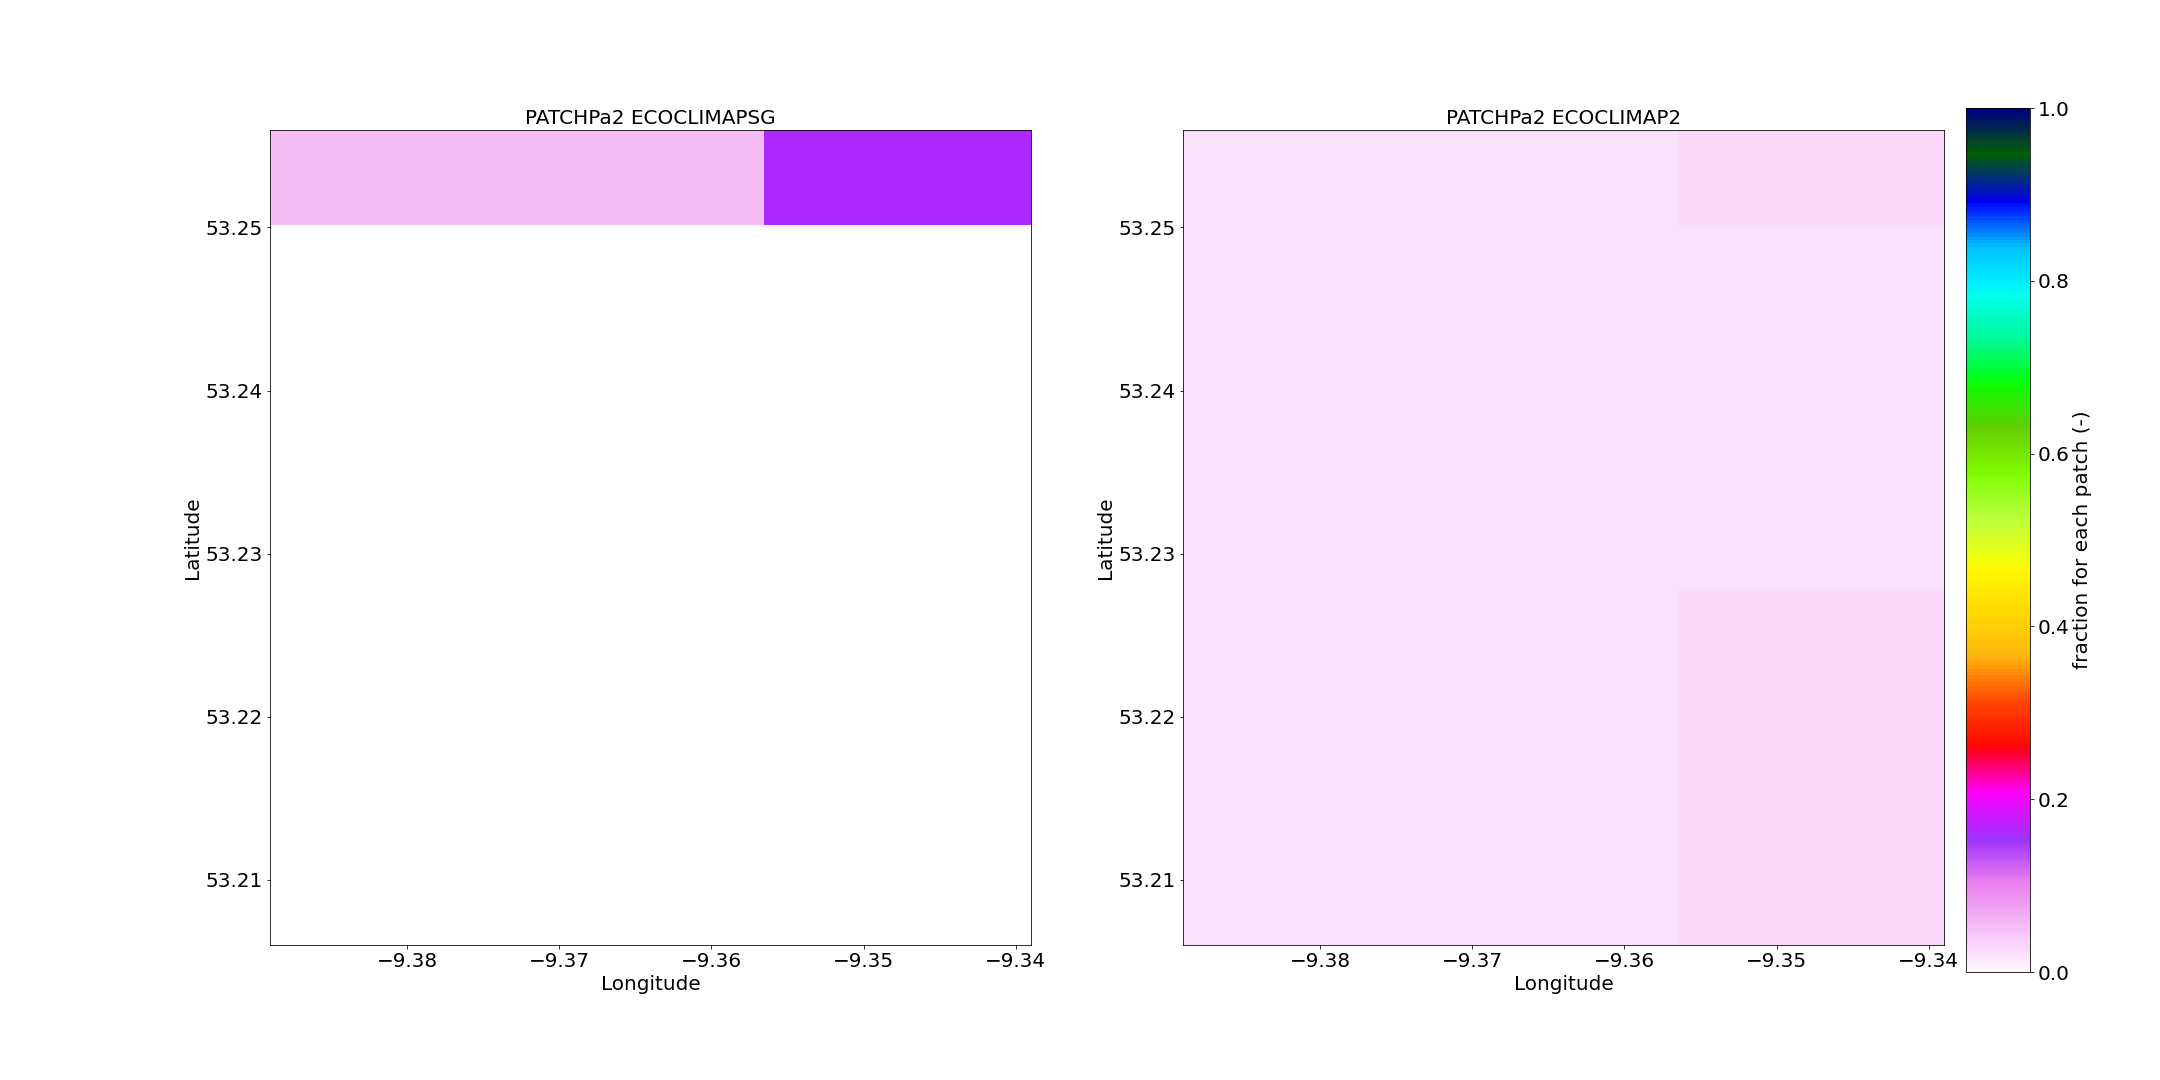 PATCHPa2 ECOCLIMAPSG
53.25
53.24
53.23
53.22
53.21
Latitude
−9.38 −9.37 −9.36 −9.35 −9.34
Longitude
PATCHPa2 ECOCLIMAP2
53.25
53.24
53.23
53.22
53.21
Latitude
−9.38 −9.37 −9.36 −9.35 −9.34
Longitude
1.0
0.8
0.6
0.4
0.2
0.0
fraction for each patch (-)